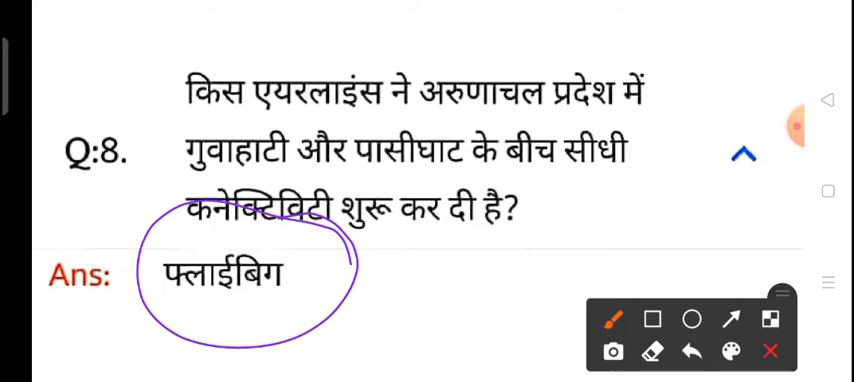 किस एयरलाइंस ने अरुणाचल प्रदेश में
Q:8. गुवाहाटी और पासीघाट के बीच सीधी
कनेक्टिविटी शुरू कर दी है?
Ans: फ्लाईबिग